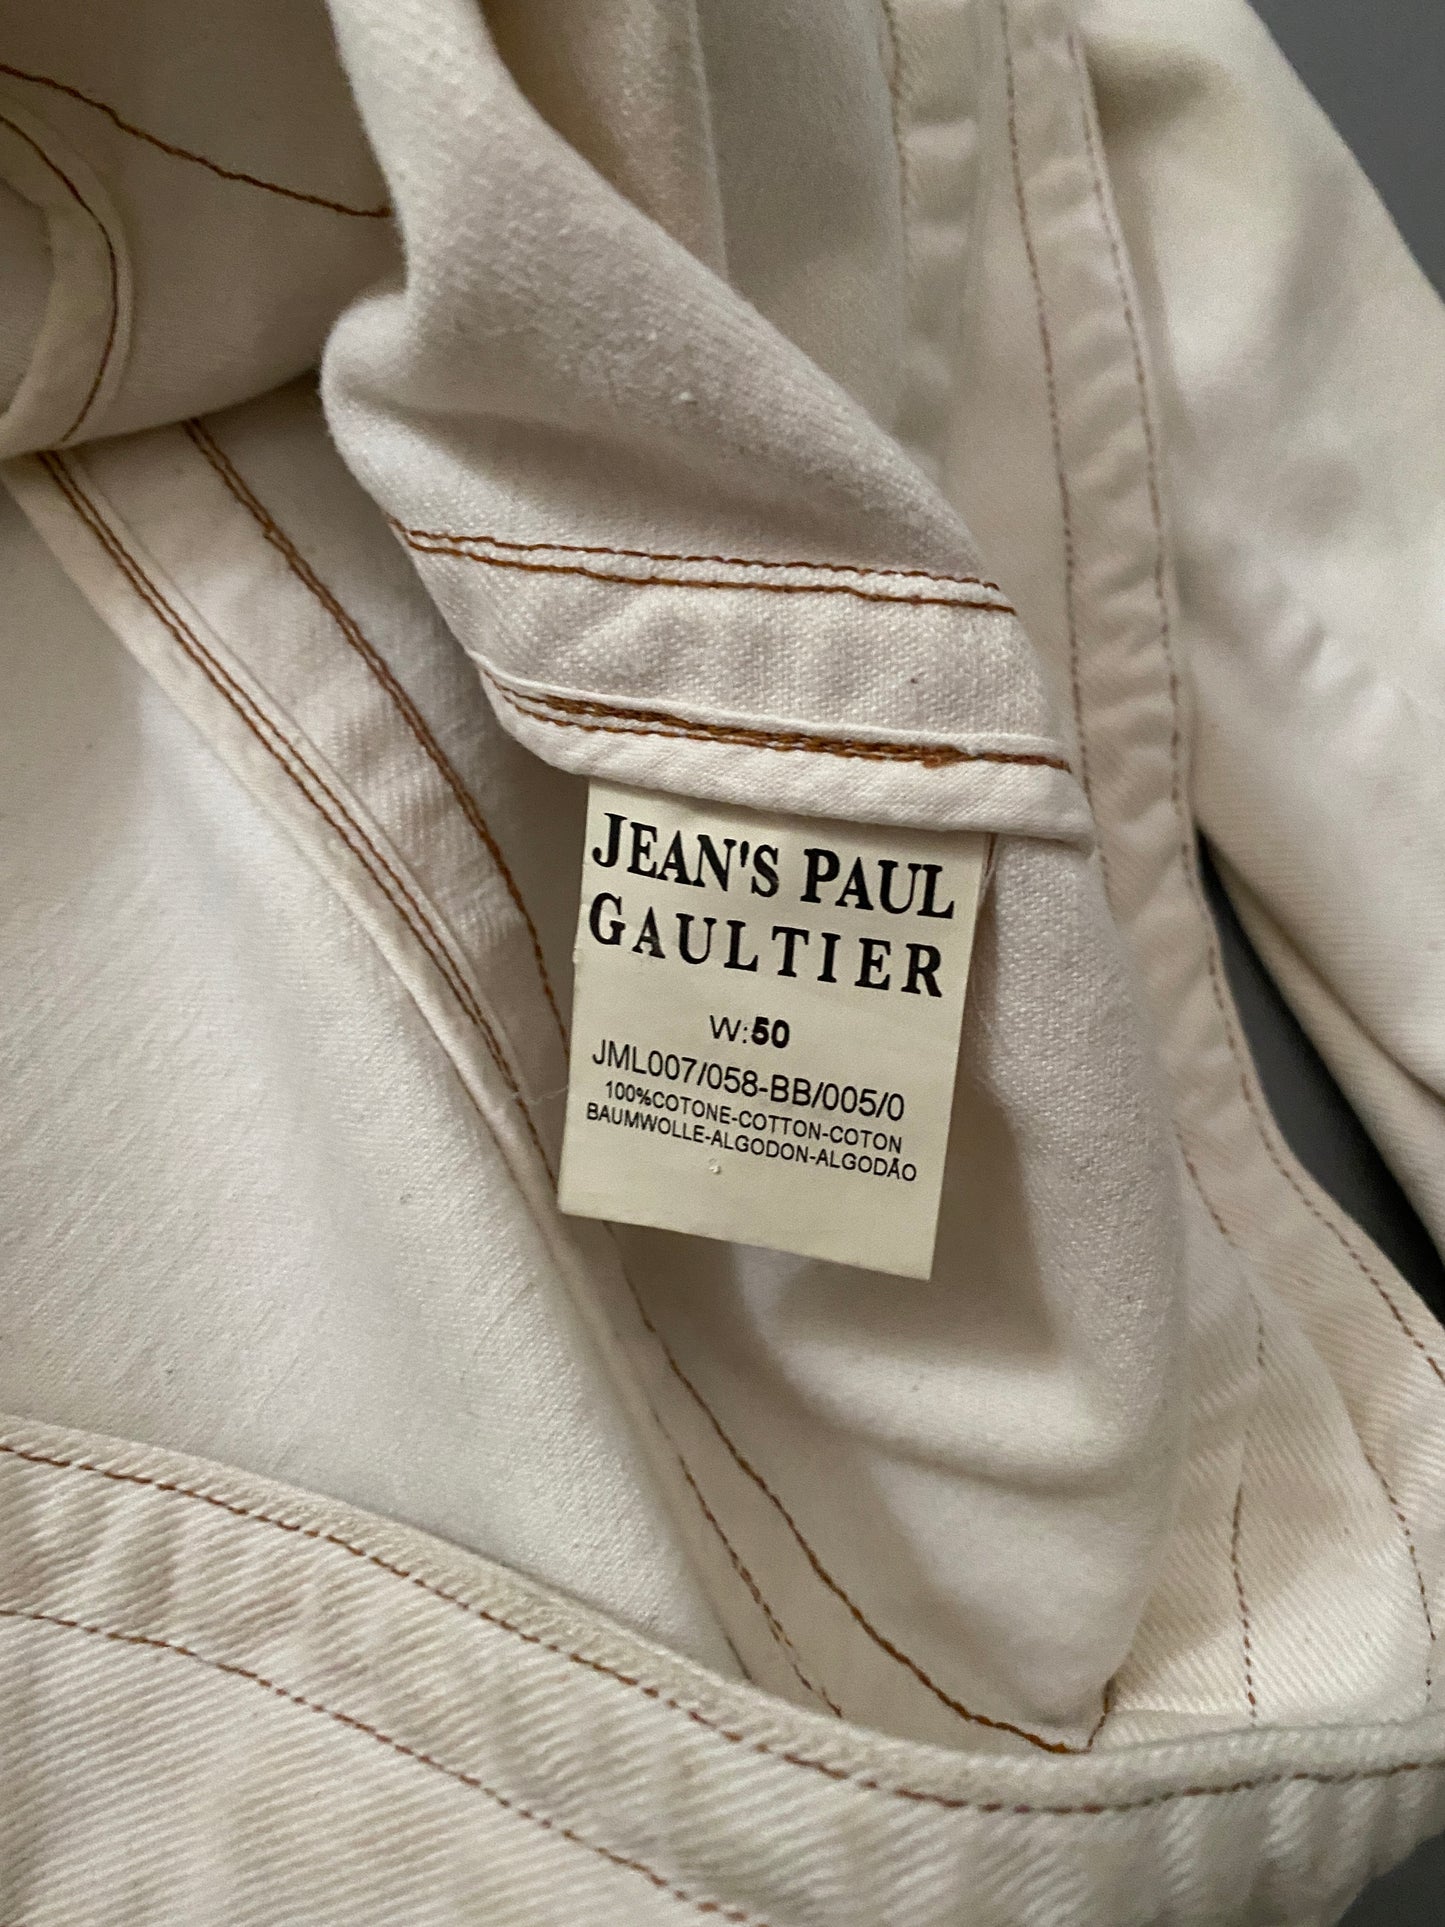 JEAN'S PAUL
GAULTIER
W:50
JML007/058-BB/005/0
100%COTONE-COTTON-COTON
BAUMWOLLE-ALGODON-ALGODÃO